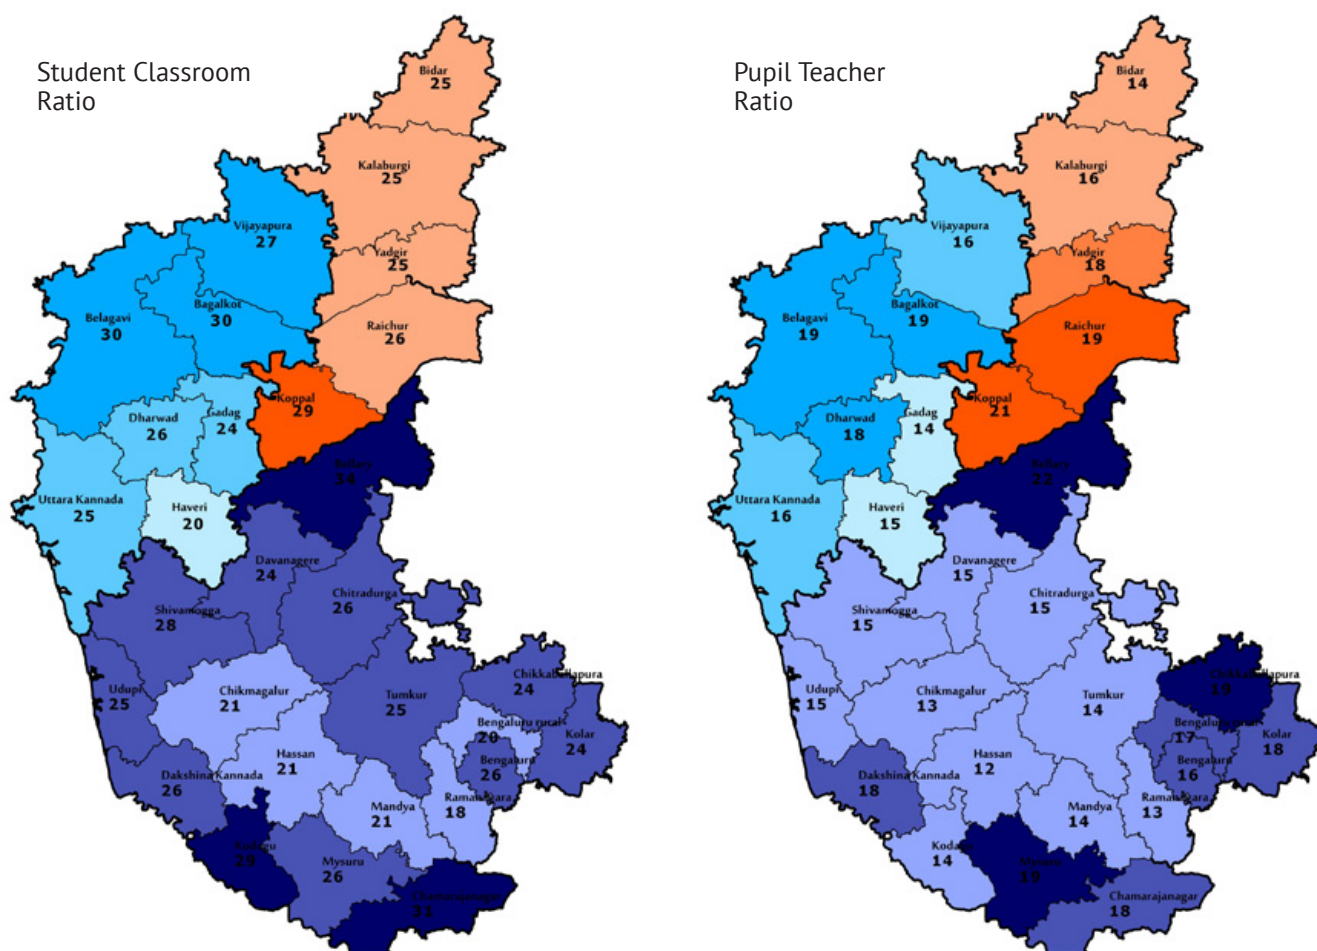 Student Classroom
Ratio
Bidar
25
Kalaburgi
25
Vijayapura
27
Yadgir
25
Bagalkot
30
Belagavi
30
Raichur
26
Koppal
29
Dharwad
26
Gadag
24
Bellary
34
Uttara Kannada
25
Haveri
20
Davanagere
24
Chitradurga
26
Shivamogga
28
Chikkaballapura
24
Udupi
25
Chikmagalur
21
Tumkur
25
Bengaluru rural
20
Kolar
24
Hassan
21
Bengaluru
26
Dakshina Kannada
26
Mandya
21
Ramanagara
18
Kodagu
29
Mysuru
26
Chamarajanagar
31
Pupil Teacher
Ratio
Bidar
14
Kalaburgi
16
Vijayapura
16
Yadgir
18
Bagalkot
19
Belagavi
19
Raichur
19
Koppal
21
Dharwad
18
Gadag
14
Bellary
22
Uttara Kannada
16
Haveri
15
Davanagere
15
Chitradurga
15
Shivamogga
15
Chikkaballapura
19
Udupi
15
Chikmagalur
13
Tumkur
14
Bengaluru rural
17
Kolar
18
Hassan
12
Bengaluru
16
Dakshina Kannada
18
Mandya
14
Ramanagara
13
Kodagu
14
Mysuru
19
Chamarajanagar
18